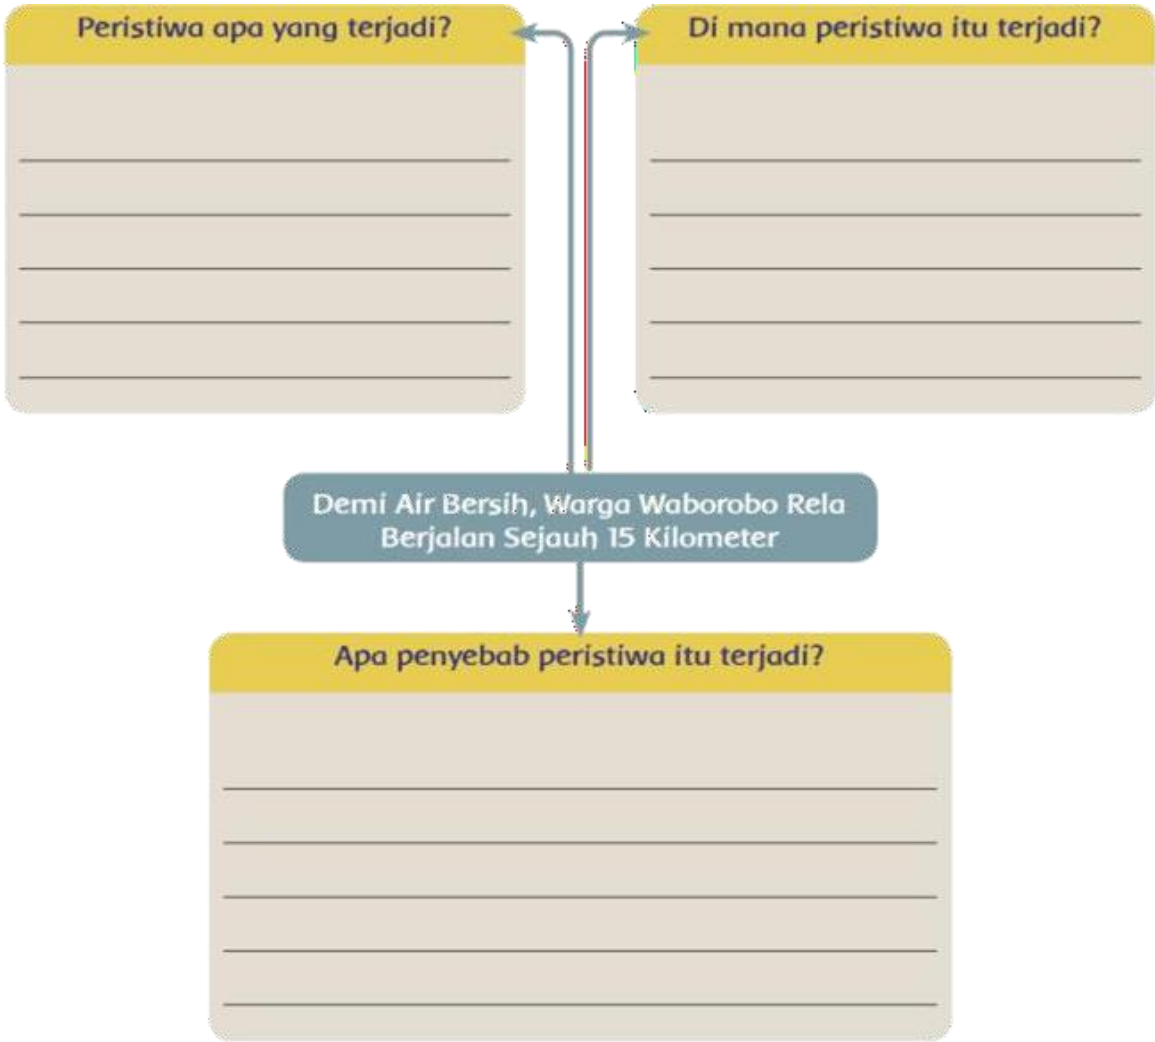 Peristiwa apa yang terjadi?
Di mana peristiwa itu terjadi?
Demi Air Bersih, Warga Waborobo Rela
Berjalan Sejauh 15 Kilometer
Apa penyebab peristiwa itu terjadi?